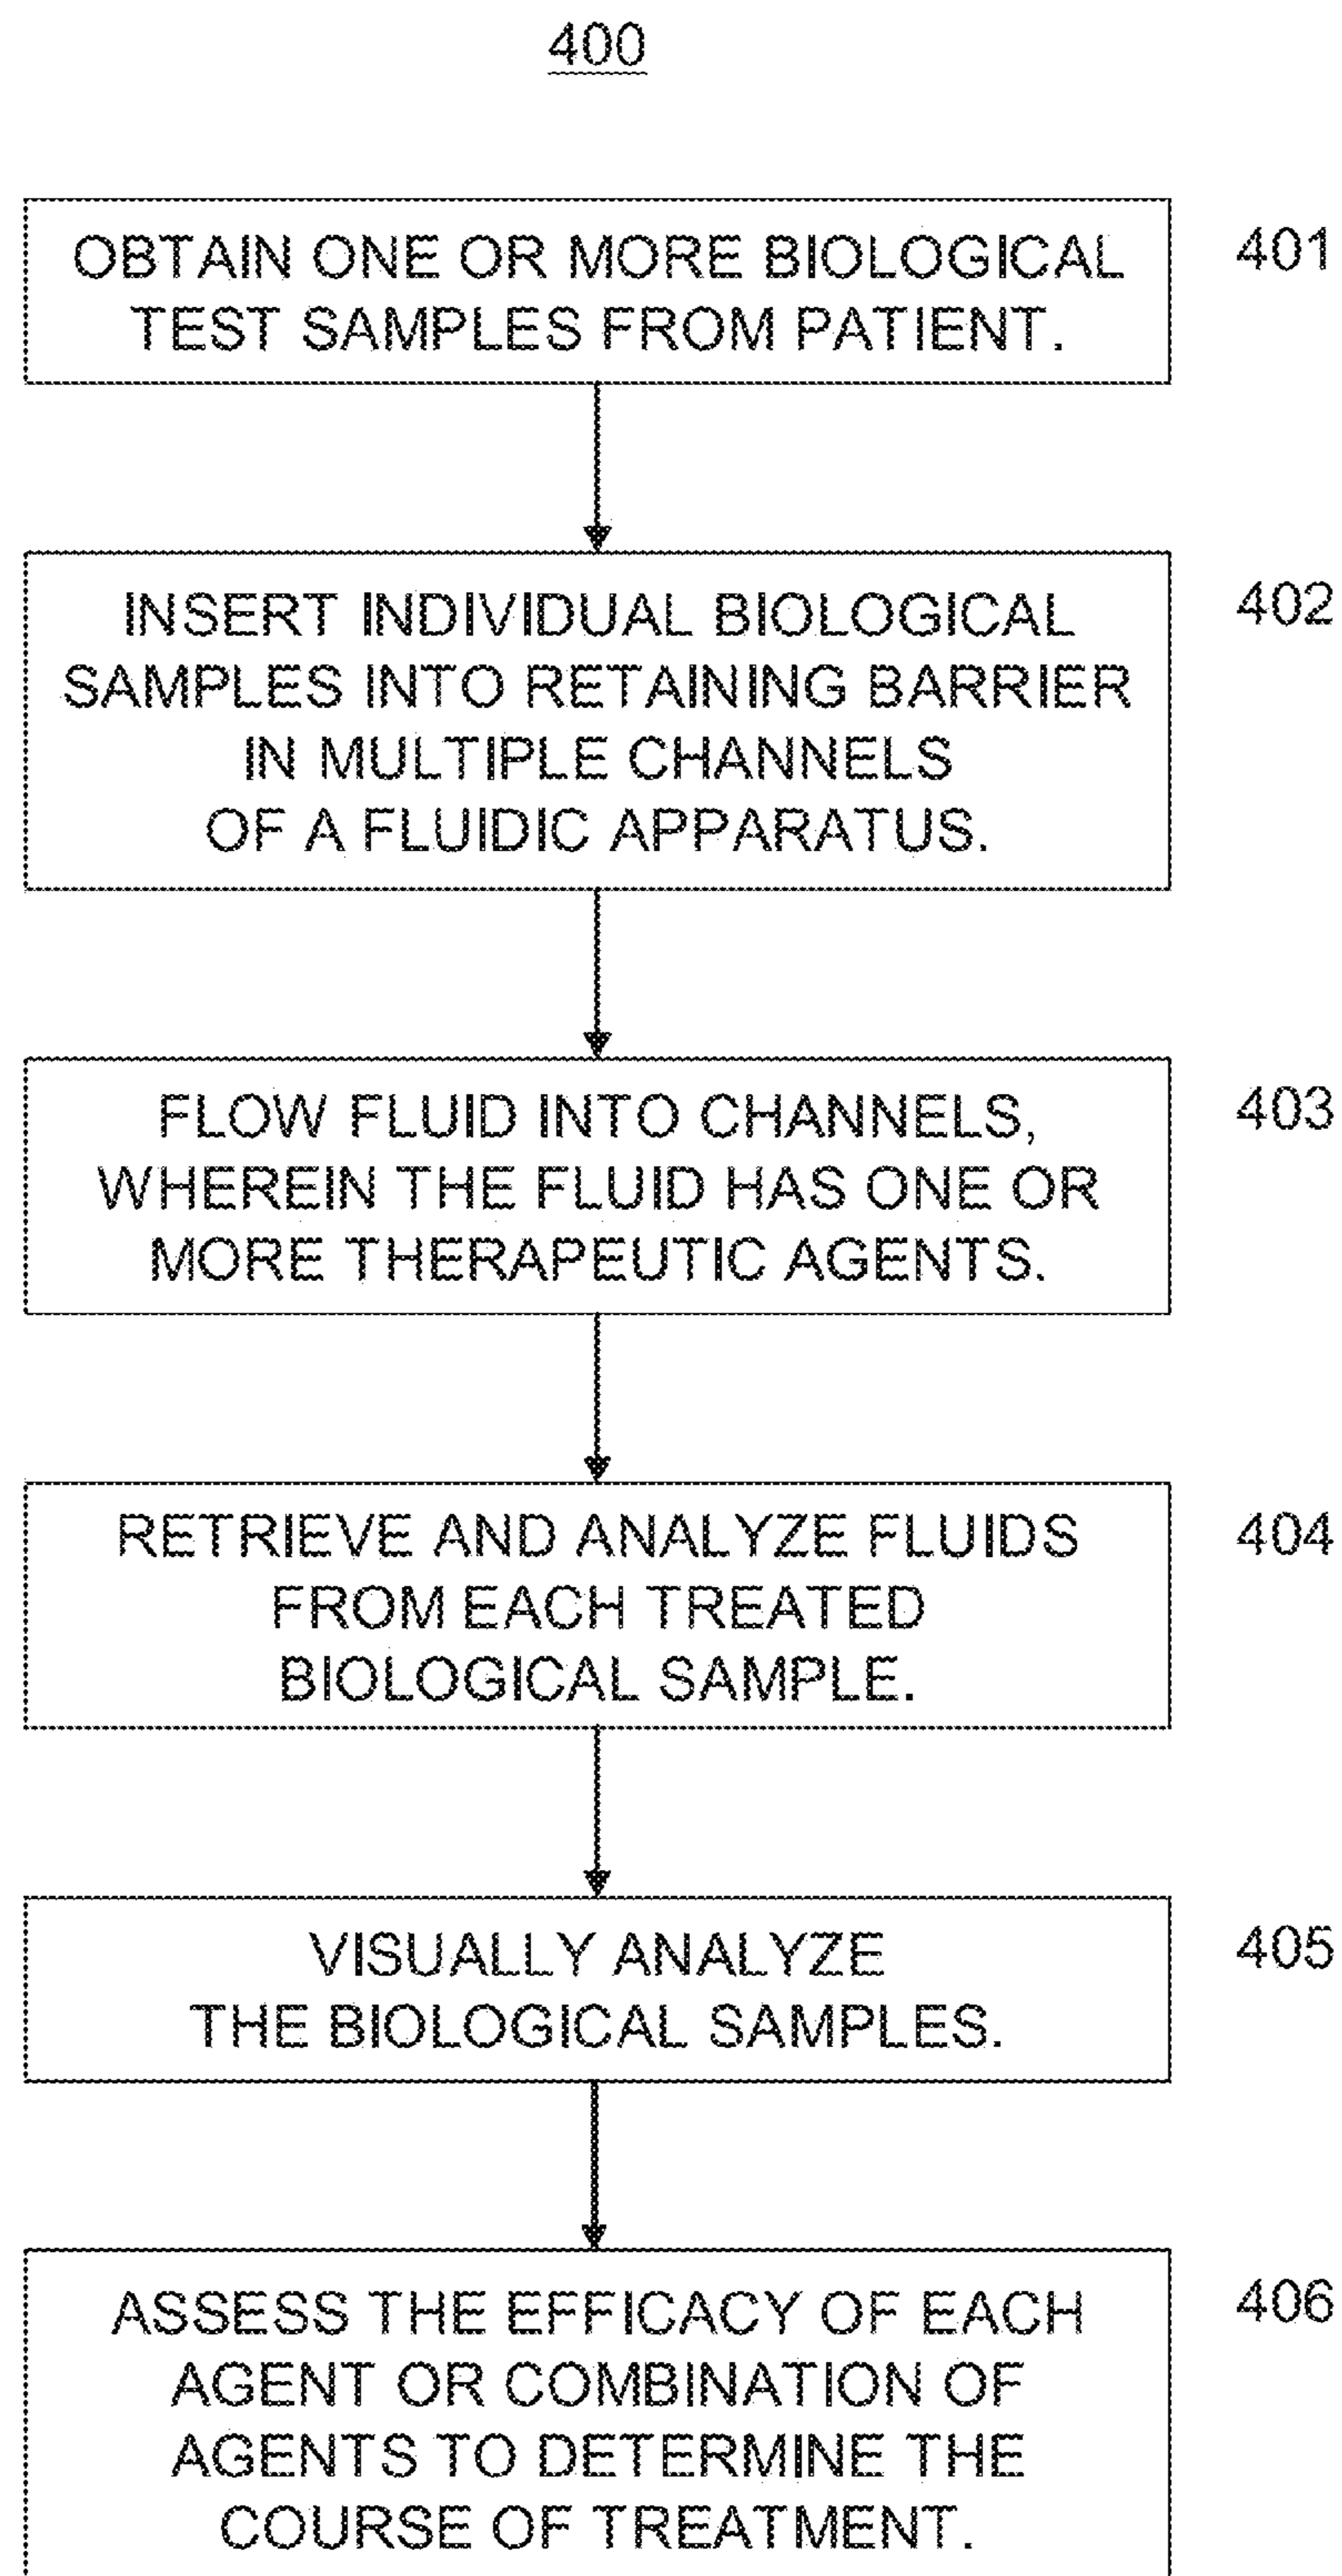 400
OBTAIN ONE OR MORE BIOLOGICAL
TEST SAMPLES FROM PATIENT.
401
INSERT INDIVIDUAL BIOLOGICAL
SAMPLES INTO RETAINING BARRIER
IN MULTIPLE CHANNELS
OF A FLUIDIC APPARATUS.
402
FLOW FLUID INTO CHANNELS,
WHEREIN THE FLUID HAS ONE OR
MORE THERAPEUTIC AGENTS.
403
RETRIEVE AND ANALYZE FLUIDS
FROM EACH TREATED
BIOLOGICAL SAMPLE.
404
VISUALLY ANALYZE
THE BIOLOGICAL SAMPLES.
405
ASSESS THE EFFICACY OF EACH
AGENT OR COMBINATION OF
AGENTS TO DETERMINE THE
COURSE OF TREATMENT.
406